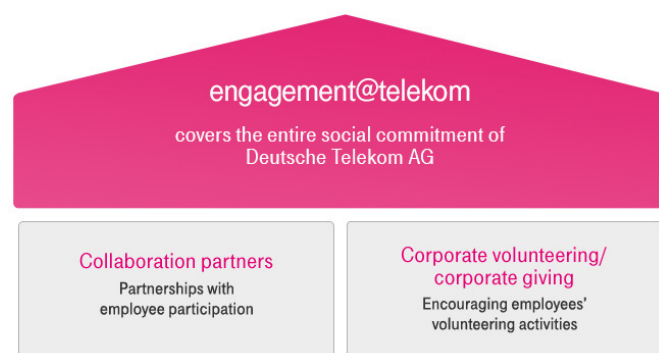 engagement@telekom
covers the entire social commitment of
Deutsche Telekom AG
Collaboration partners
Partnerships with
employee participation
Corporate volunteering/
corporate giving
Encouraging employees’
volunteering activities